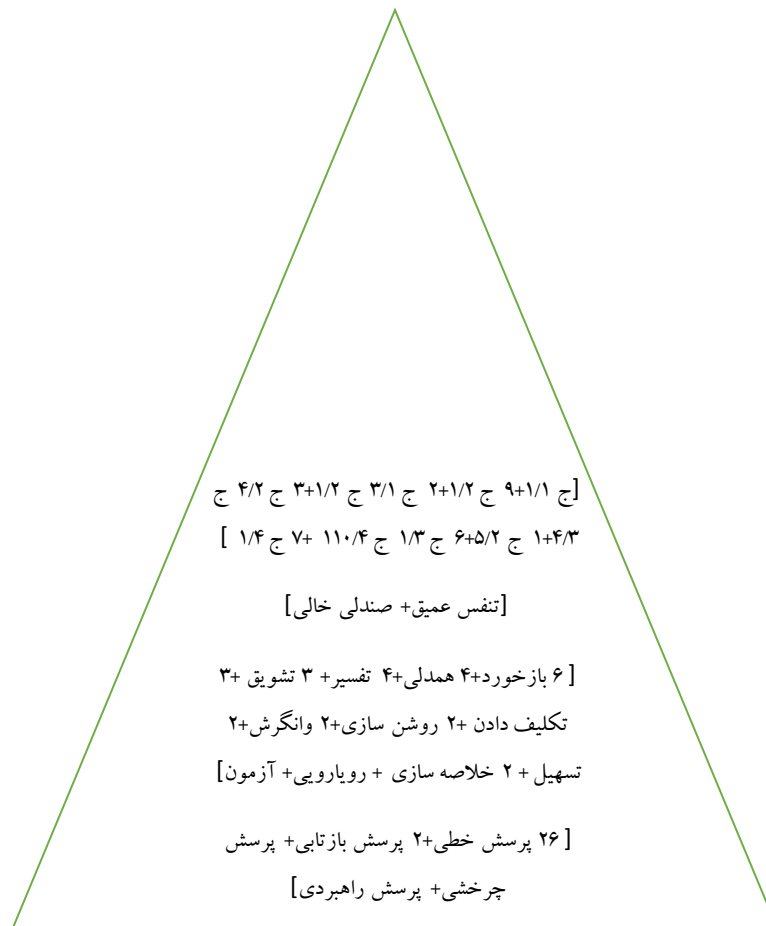 [ج ۱/۱+۹ ج ۱/۲+۲ ج ۳/۱ ج ۱/۲+۳ ج ۴/۲ ج
۴/۳+۱ ج ۵/۲+۶ ج ۱/۳ ج ۱۱۰/۴ +۷ ج ۱/۴ ]
[تنفس عمیق+ صندلی خالی]
[ ۶ بازخورد+۴ همدلی+۴ تفسیر+ ۳ تشویق +۳
تکلیف دادن +۲ روشن سازی+۲ وانگرش+۲
تسهیل + ۲ خلاصه سازی + رویارویی+ آزمون]
[ ۲۶ پرسش خطی+۲ پرسش بازتابی+ پرسش
چرخشی+ پرسش راهبردی]